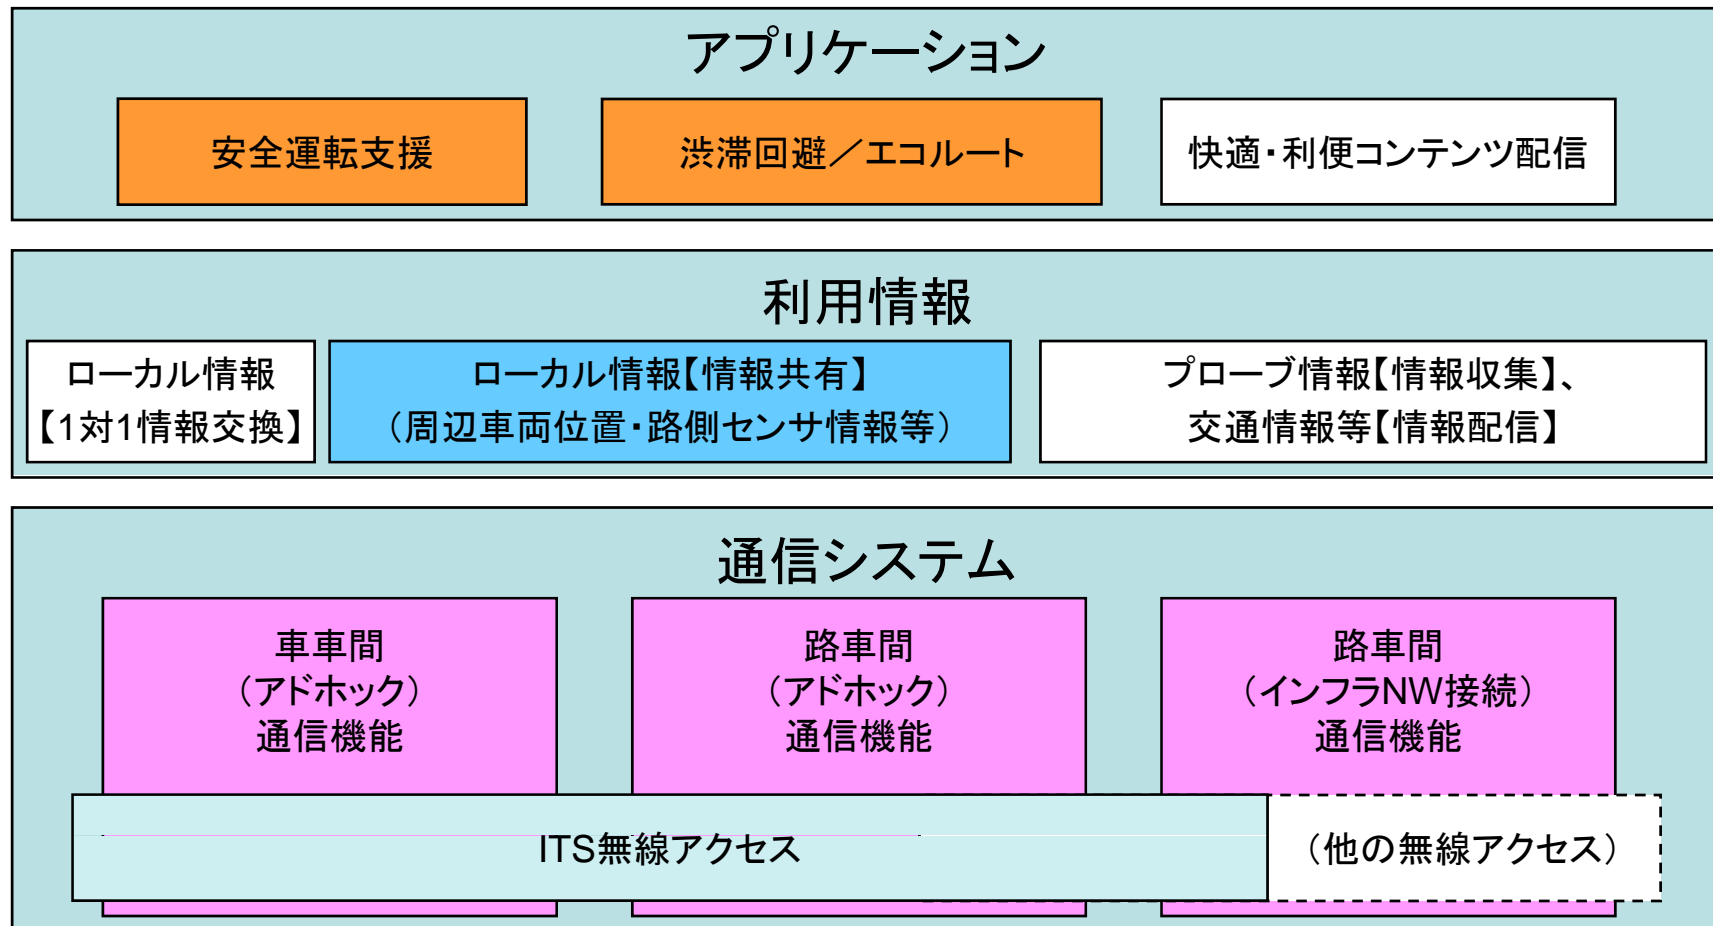 アプリケーション
安全運転支援
渋滞回避／エコルート
快適・利便コンテンツ配信
利用情報
ローカル情報
【1対1情報交換】
ローカル情報【情報共有】
（周辺車両位置・路側センサ情報等）
プローブ情報【情報収集】、
交通情報等【情報配信】
通信システム
車車間
（アドホック）
通信機能
路車間
（アドホック）
通信機能
路車間
（インフラNW接続）
通信機能
ITS無線アクセス
（他の無線アクセス）